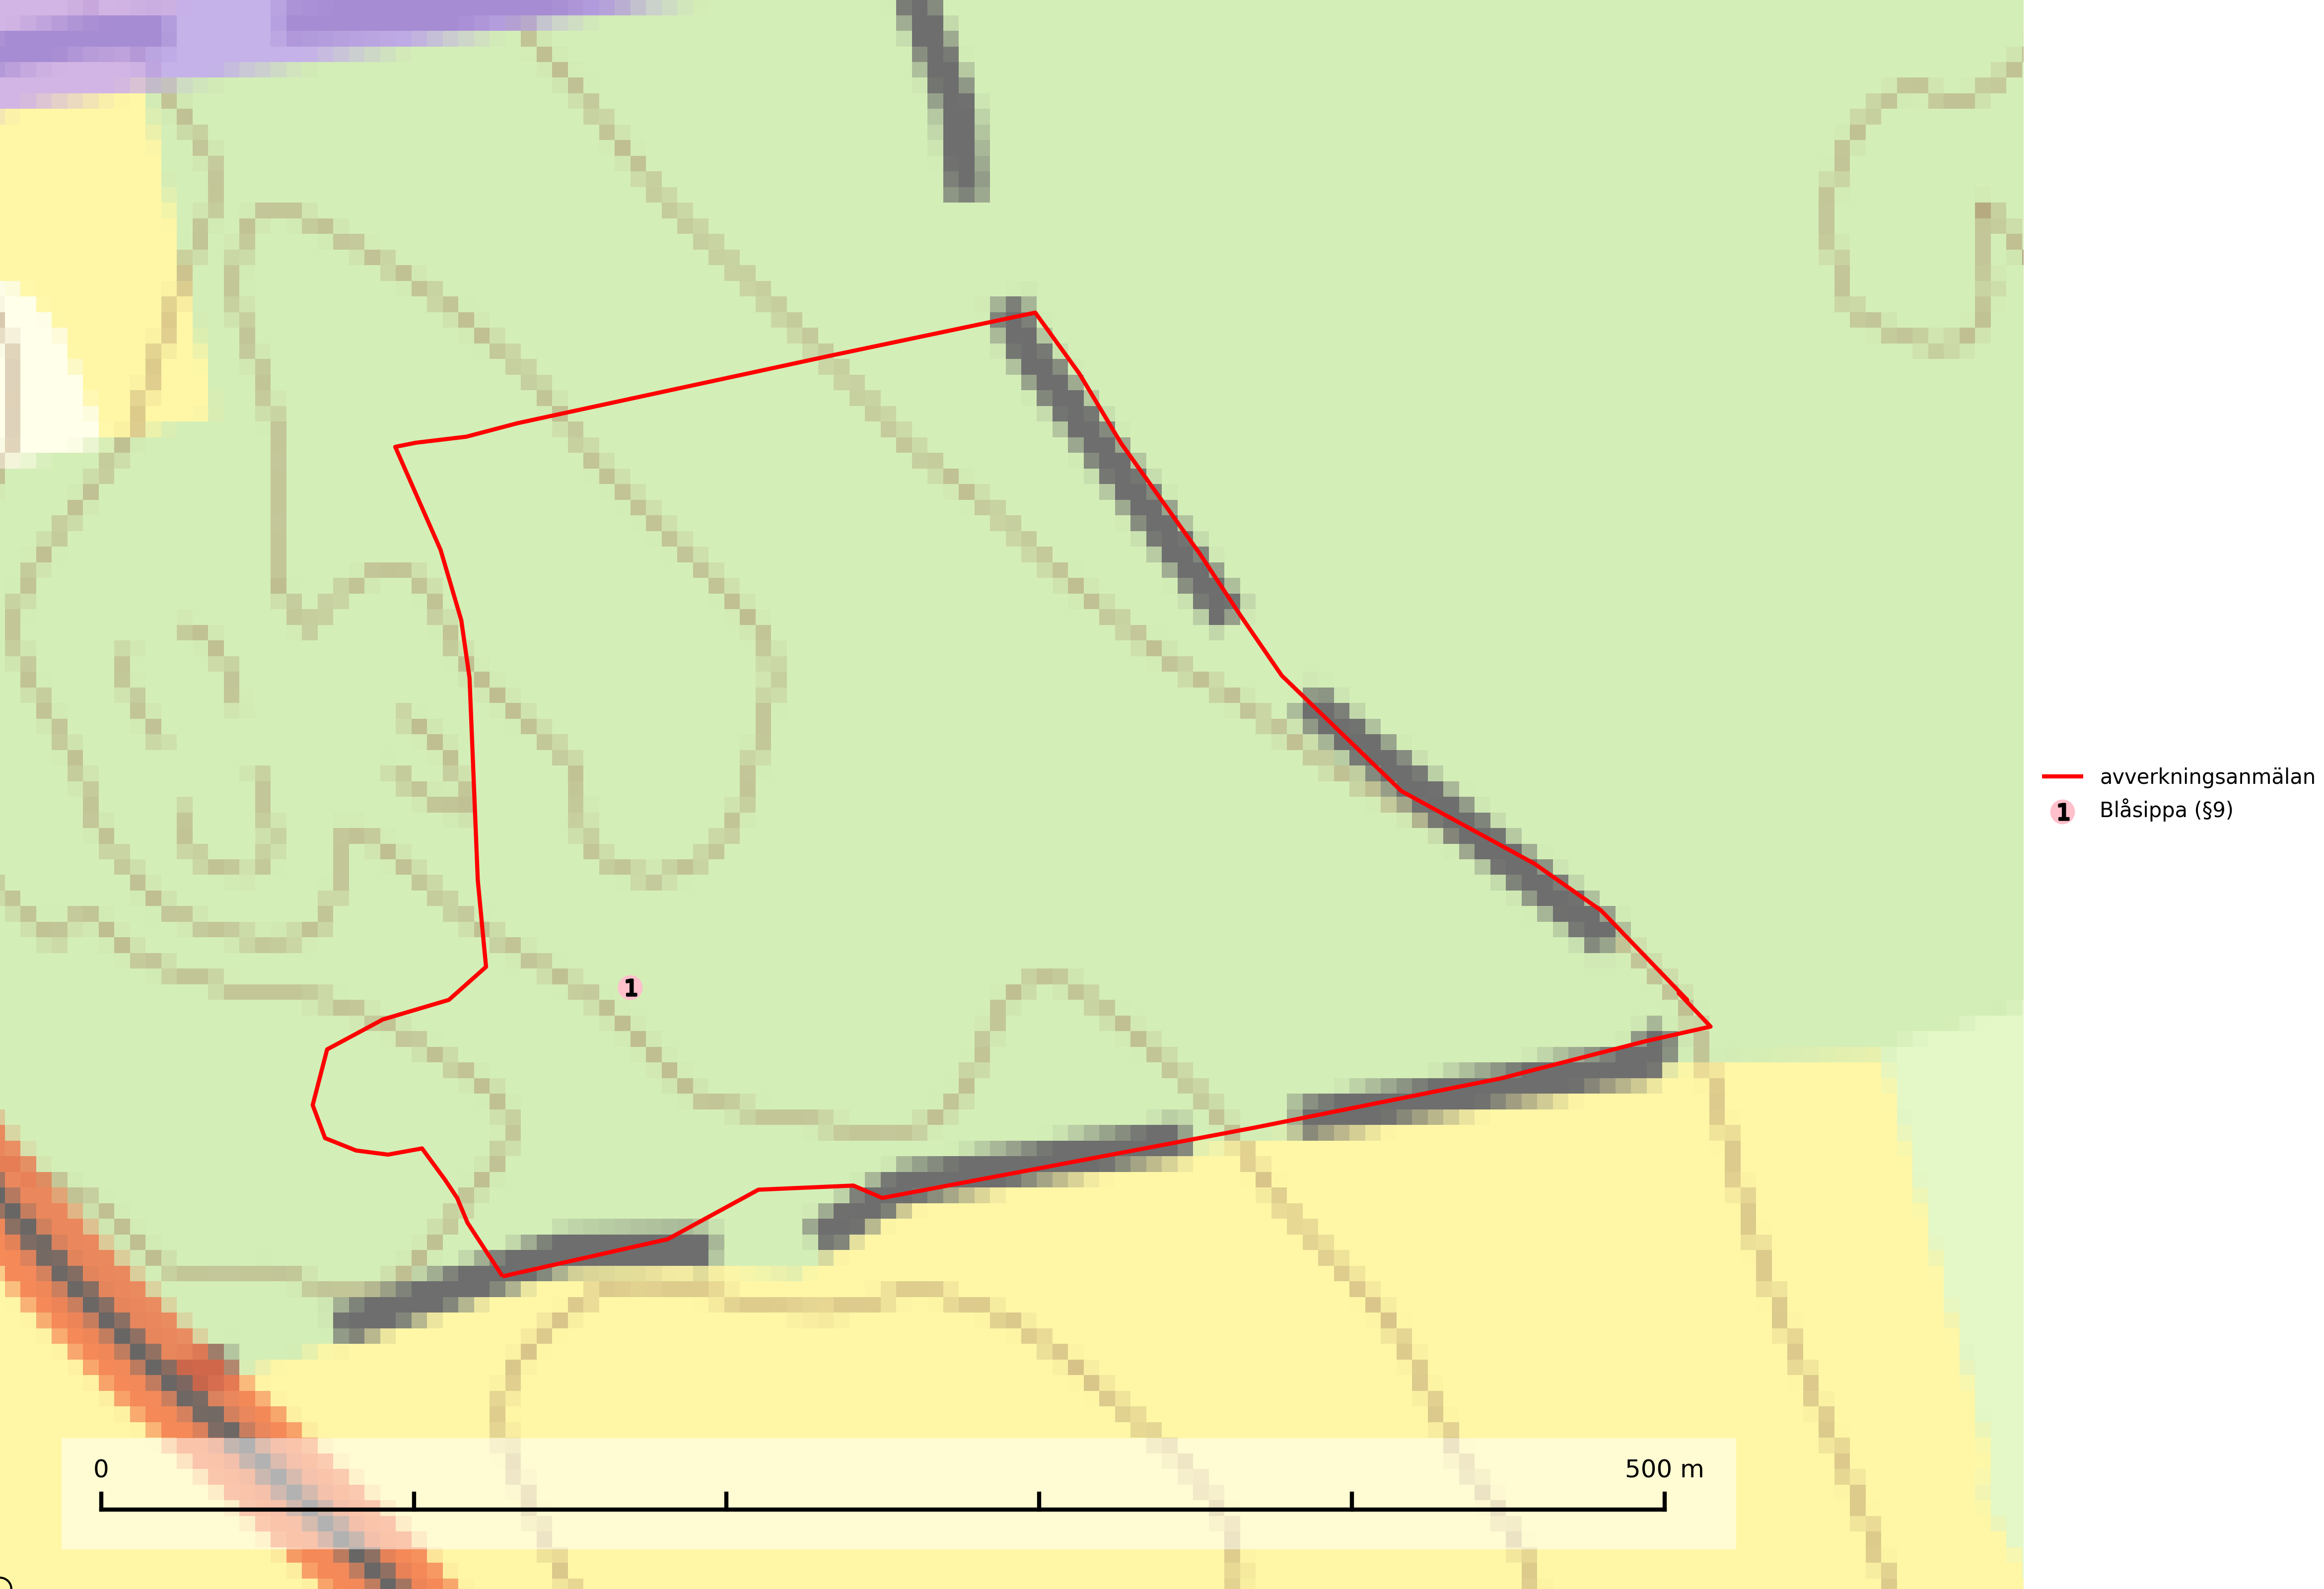 avverkningsanmälan
1 Blåsippa (§9)
1
0 500 m